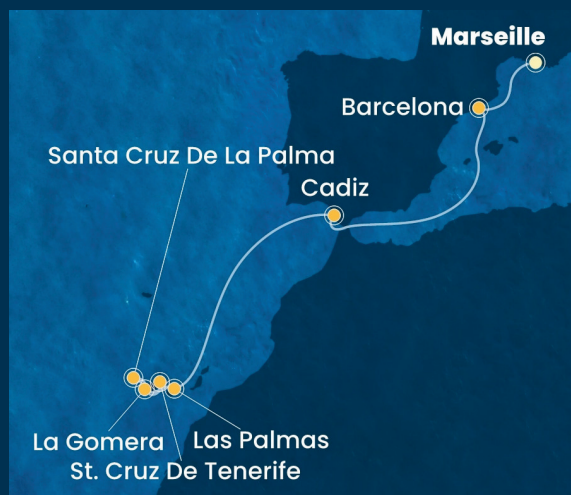 Marseille
Barcelona
Santa Cruz De La Palma
Cadiz
La Gomera
Las Palmas
St. Cruz De Tenerife